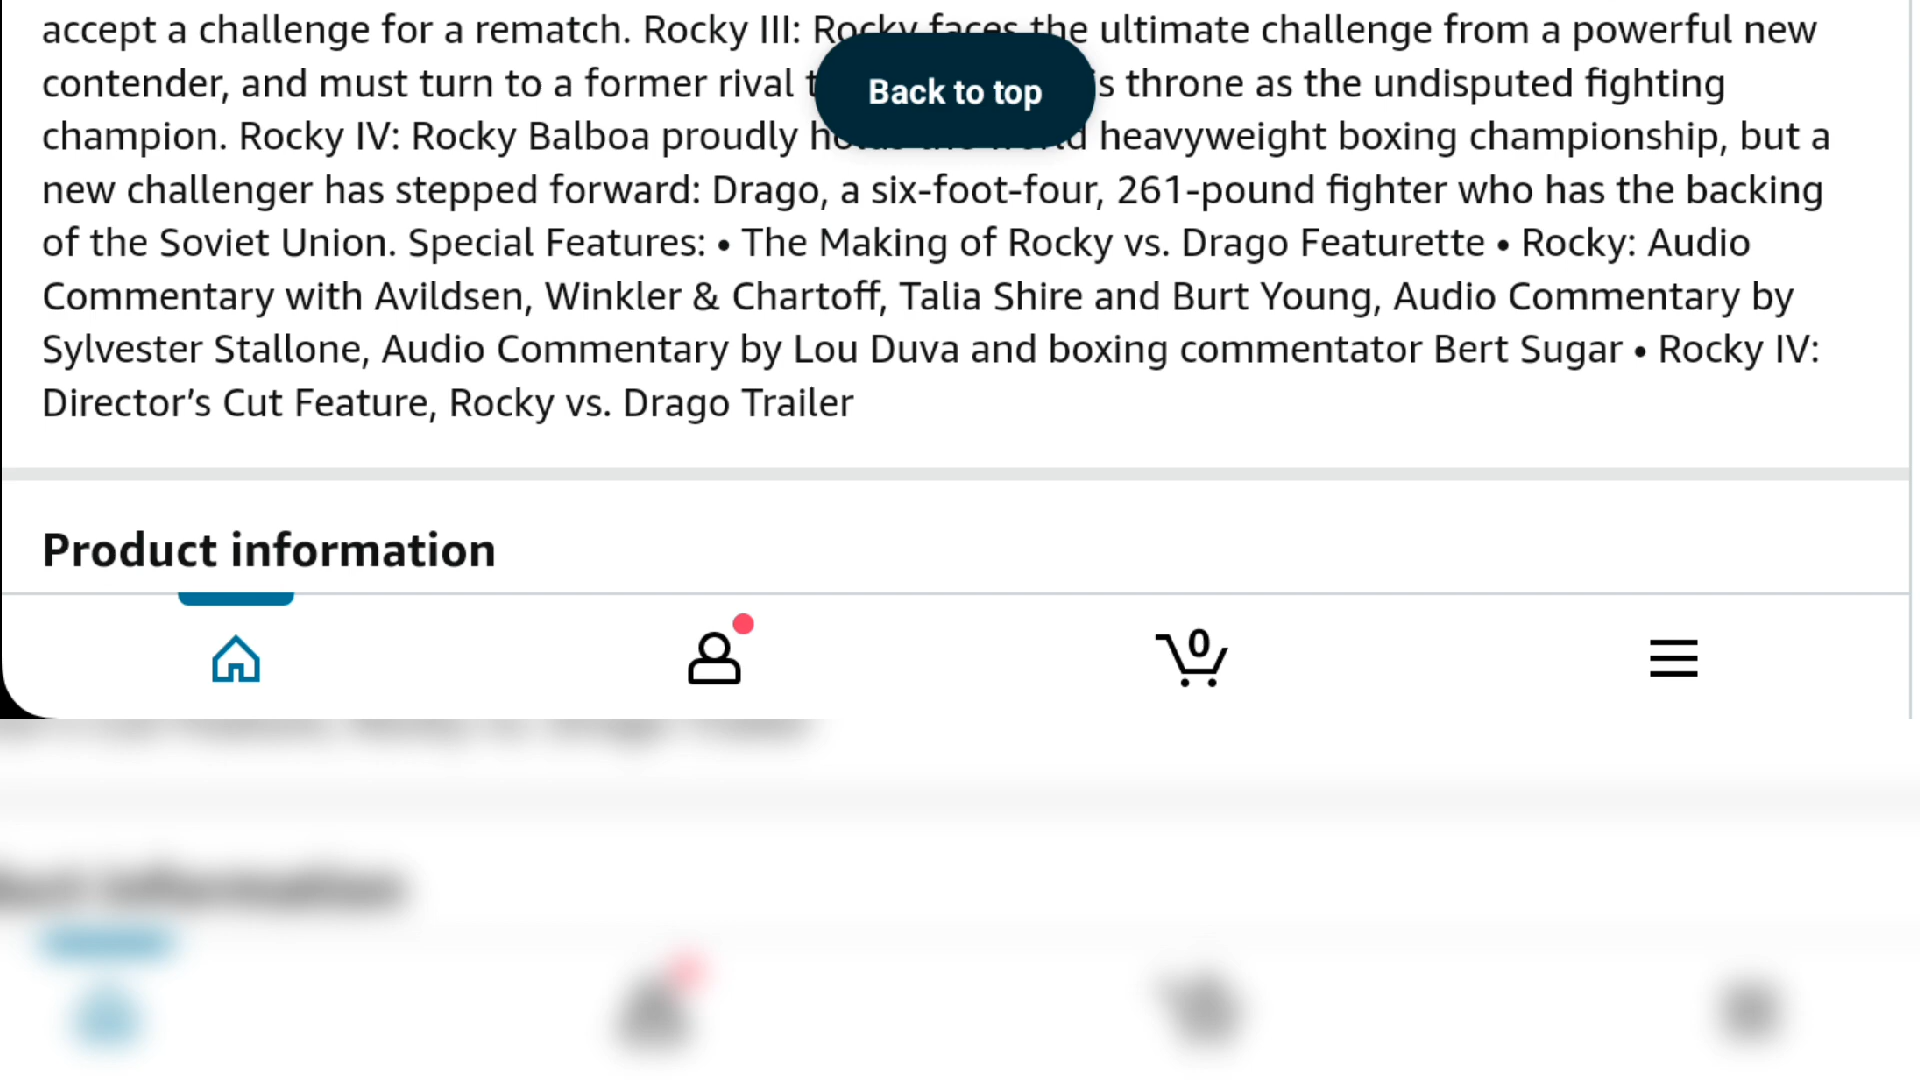 accept a challenge for a rematch. Rocky III: Rocky faces the ultimate challenge from a powerful new
contender, and must turn to a former rival s throne as the undisputed fighting
Back to top
champion. Rocky IV: Rocky Balboa proudly heavyweight boxing championship, but a
new challenger has stepped forward: Drago, a six-foot-four, 261-pound fighter who has the backing
of the Soviet Union. Special Features: • The Making of Rocky vs. Drago Featurette • Rocky: Audio
Commentary with Avildsen, Winkler & Chartoff, Talia Shire and Burt Young, Audio Commentary by
Sylvester Stallone, Audio Commentary by Lou Duva and boxing commentator Bert Sugar • Rocky IV:
Director’s Cut Feature, Rocky vs. Drago Trailer
Product information
0